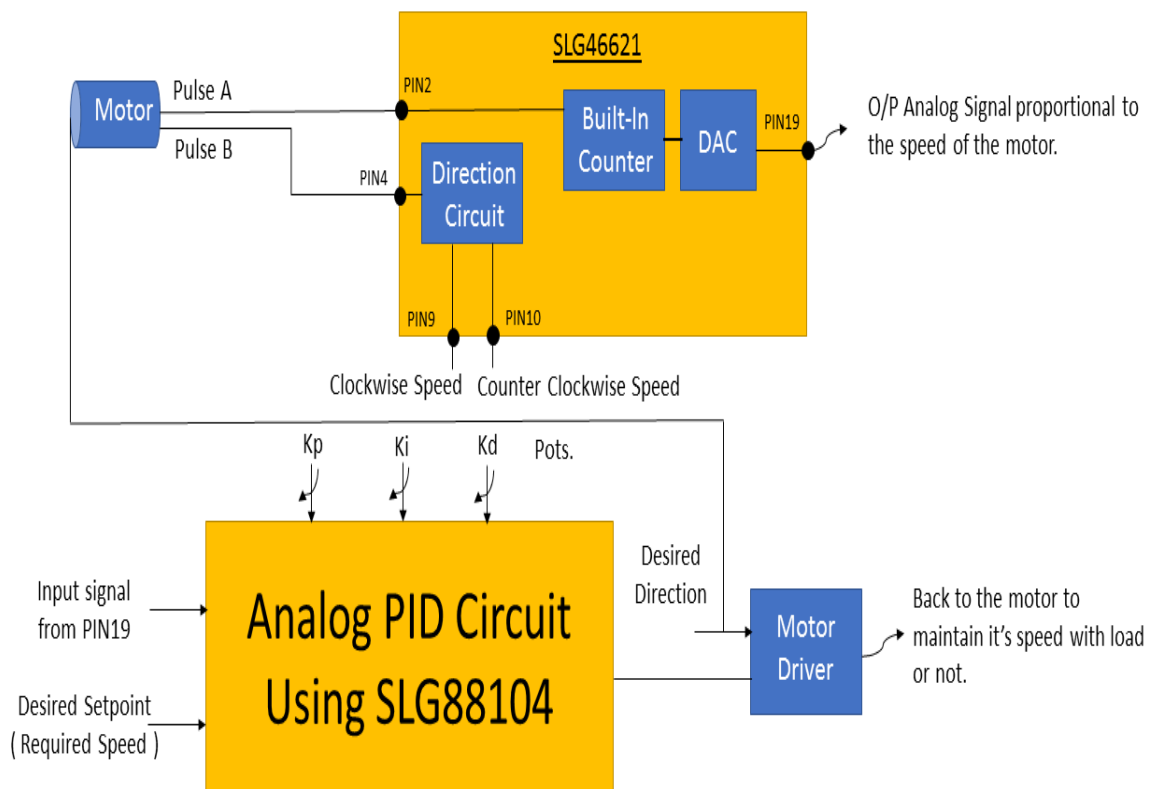 SLG46621
Motor
Pulse A
Pulse B
PIN2
PIN4
Built-In
Counter
DAC
PIN19
O/P Analog Signal proportional to
the speed of the motor.
Direction
Circuit
PIN9
PIN10
Clockwise Speed
Counter Clockwise Speed
Kp
Ki
Kd
Pots.
Input signal
from PIN19
Desired Setpoint
( Required Speed )
Analog PID Circuit
Using SLG88104
Desired
Direction
Motor
Driver
Back to the motor to
maintain it's speed with load
or not.